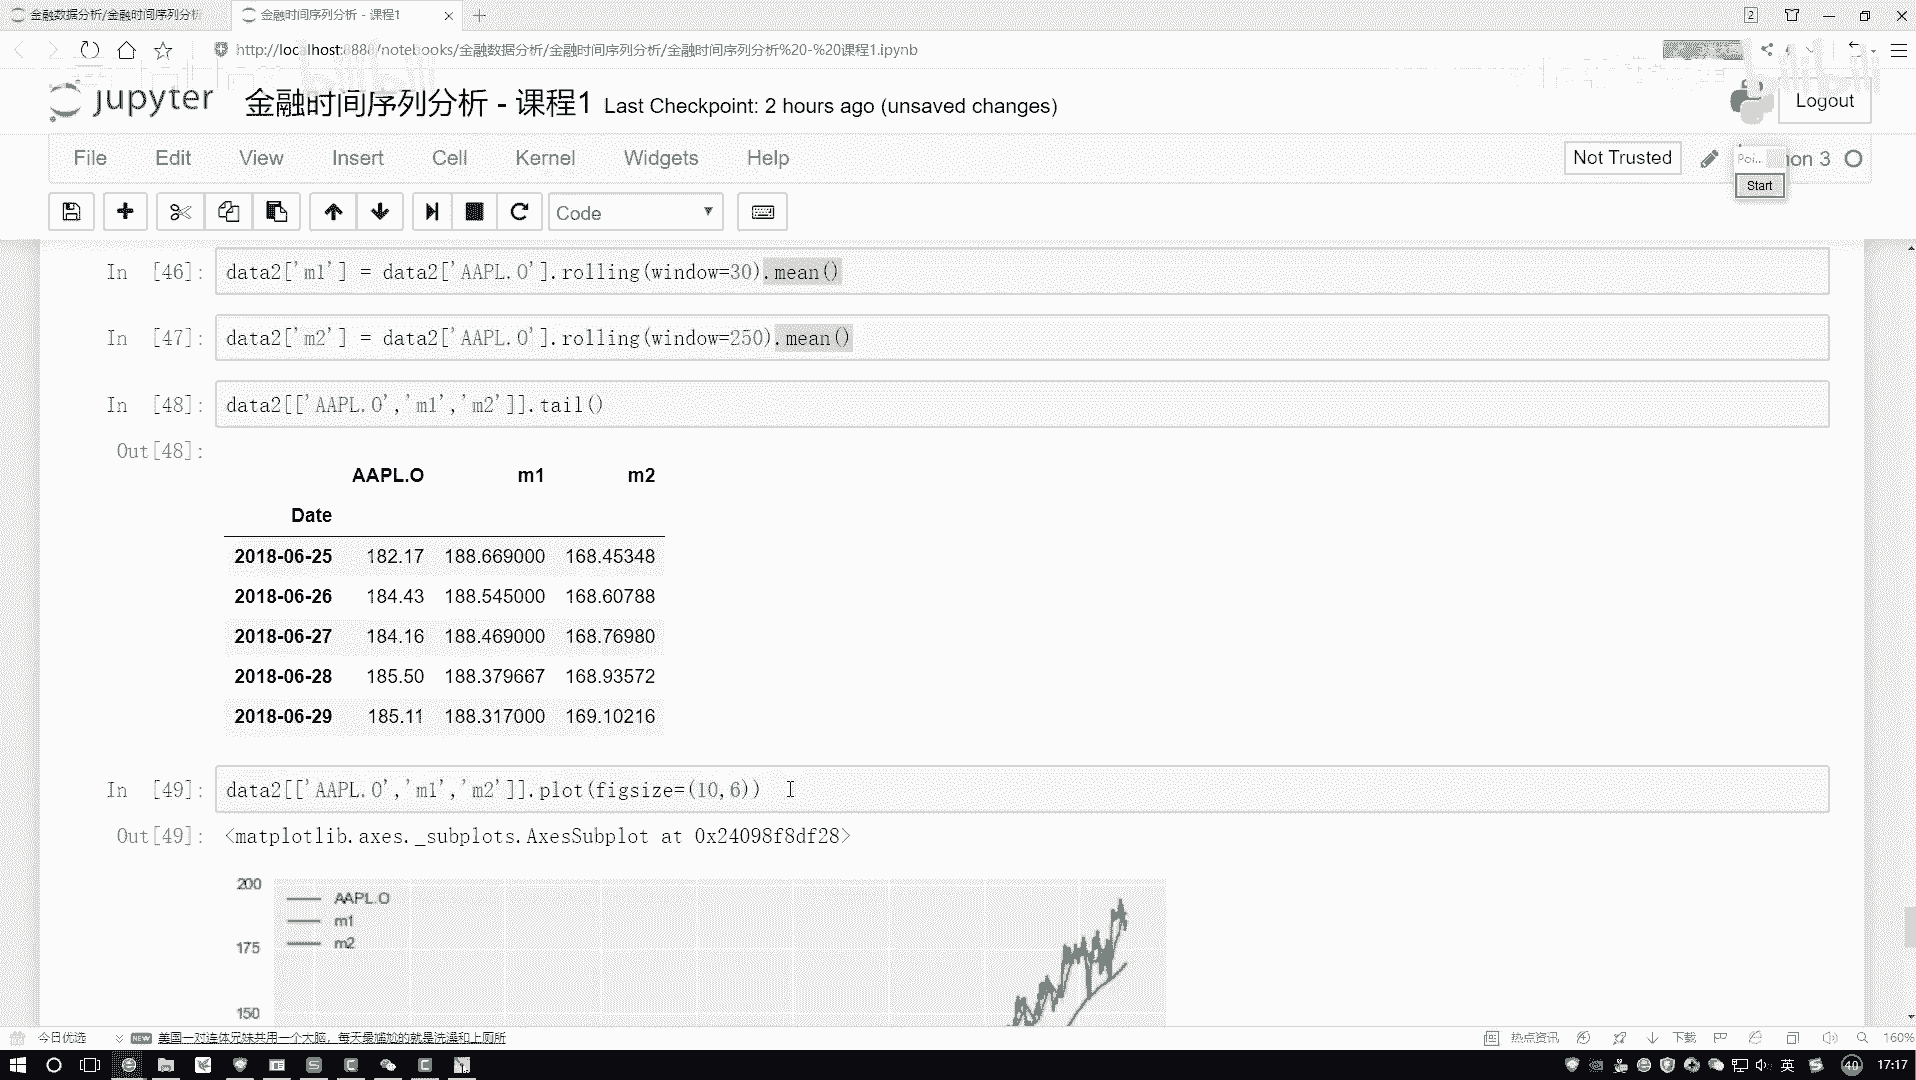 金融数据分析/金融时间序列分析
金融时间序列分析 - 课程1
2
http://localhost:8888/notebooks/金融数据分析/金融时间序列分析/金融时间序列分析%20-%20课程1.ipynb
bilibili
jupyter
金融时间序列分析 - 课程1 Last Checkpoint: 2 hours ago (unsaved changes)
Logout
File Edit View Insert Cell Kernel Widgets Help
Not Trusted
Poi...
hon 3
Start
Code
In [46]: data2['m1'] = data2['AAPL.O'].rolling(window=30).mean()
In [47]: data2['m2'] = data2['AAPL.O'].rolling(window=250).mean()
In [48]: data2[['AAPL.O','m1','m2']].tail()
Out[48]:
AAPL.O m1 m2
Date
2018-06-25 182.17 188.669000 168.45348
2018-06-26 184.43 188.545000 168.60788
2018-06-27 184.16 188.469000 168.76980
2018-06-28 185.50 188.379667 168.93572
2018-06-29 185.11 188.317000 169.10216
In [49]: data2[['AAPL.O','m1','m2']].plot(figsize=(10,6))
Out[49]: <matplotlib.axes._subplots.AxesSubplot at 0x24098f8df28>
200
AAPL.O
m1
m2
175
150
今日优选
NEW 美国一对连体兄妹共用一个大脑，每天最尴尬的就是洗澡和上厕所
热点资讯
下载
160%
英
40
17:17